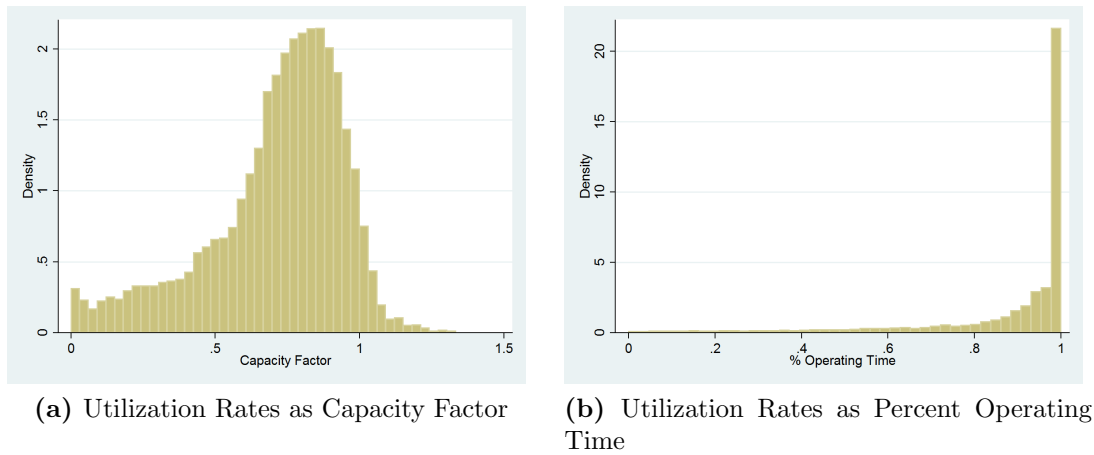 Density
2
1.5
1
.5
0
0
.5
1
1.5
Capacity Factor
(a) Utilization Rates as Capacity Factor
Density
20
15
10
5
0
0
.2
.4
.6
.8
1
% Operating Time
(b) Utilization Rates as Percent Operating
Time